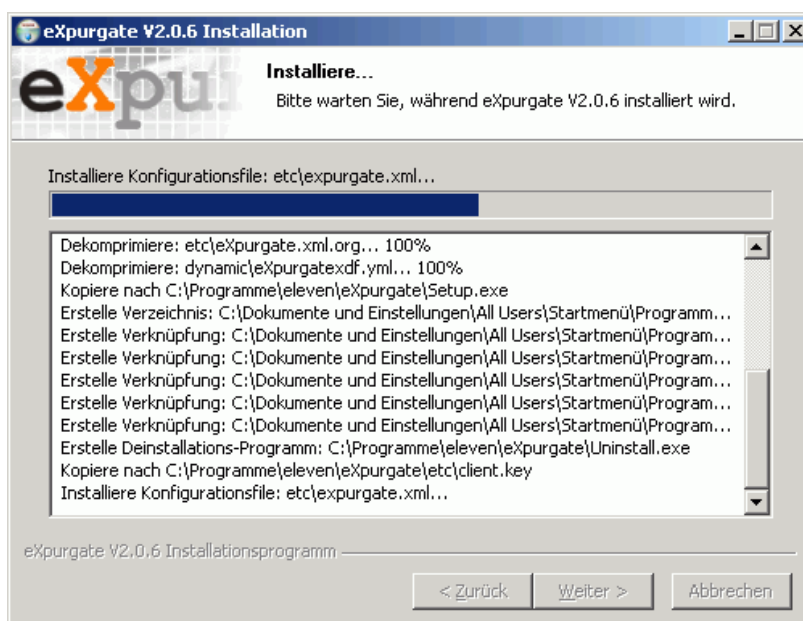 eXpurgate V2.0.6 Installation
eXpu
Installiere...
Bitte warten Sie, während eXpurgate V2.0.6 installiert wird.
Installiere Konfigurationsfile: etc\expurgate.xml...
Dekomprimiere: etc\eXpurgate.xml.org... 100%
Dekomprimiere: dynamic\eXpurgatexdf.yml... 100%
Kopiere nach C:\Programme\eleven\eXpurgate\Setup.exe
Erstelle Verzeichnis: C:\Dokumente und Einstellungen\All Users\Startmenü\Programm...
Erstelle Verknüpfung: C:\Dokumente und Einstellungen\All Users\Startmenü\Program...
Erstelle Verknüpfung: C:\Dokumente und Einstellungen\All Users\Startmenü\Program...
Erstelle Verknüpfung: C:\Dokumente und Einstellungen\All Users\Startmenü\Program...
Erstelle Verknüpfung: C:\Dokumente und Einstellungen\All Users\Startmenü\Program...
Erstelle Verknüpfung: C:\Dokumente und Einstellungen\All Users\Startmenü\Program...
Erstelle Deinstallations-Programm: C:\Programme\eleven\eXpurgate\Uninstall.exe
Kopiere nach C:\Programme\eleven\eXpurgate\etc\client.key
Installiere Konfigurationsfile: etc\expurgate.xml...
eXpurgate V2.0.6 Installationsprogramm
< Zurück
Weiter >
Abbrechen